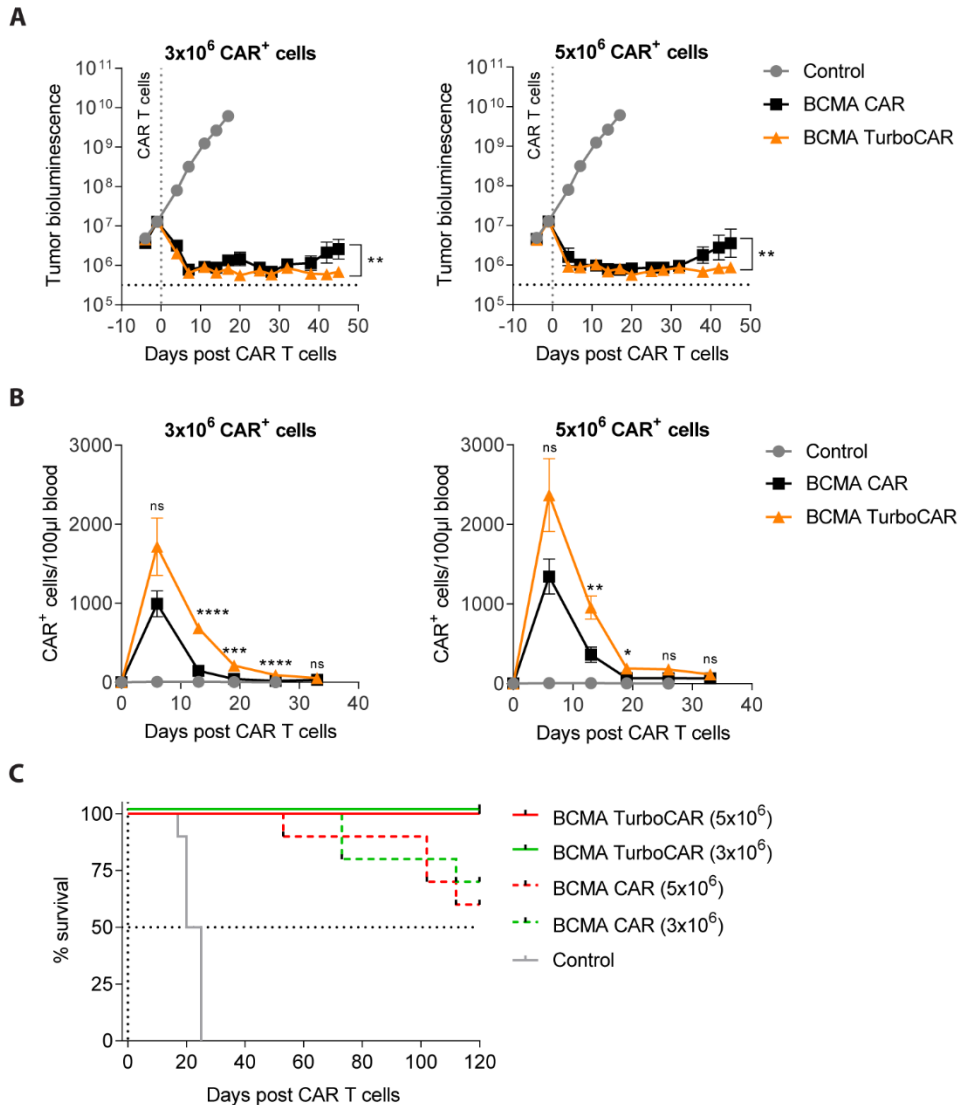 A
3x10⁶ CAR⁺ cells
Tumor bioluminescence
10¹¹
10¹⁰
10⁹
10⁸
10⁷
10⁶
10⁵
CAR T cells
**
-10 0 10 20 30 40 50
Days post CAR T cells
5x10⁶ CAR⁺ cells
Tumor bioluminescence
10¹¹
10¹⁰
10⁹
10⁸
10⁷
10⁶
10⁵
CAR T cells
**
-10 0 10 20 30 40 50
Days post CAR T cells
Control
BCMA CAR
BCMA TurboCAR
B
3x10⁶ CAR⁺ cells
CAR⁺ cells/100µl blood
3000
2000
1000
0
ns
****
***
****
ns
0 10 20 30 40
Days post CAR T cells
5x10⁶ CAR⁺ cells
CAR⁺ cells/100µl blood
3000
2000
1000
0
ns
**
*
ns
ns
0 10 20 30 40
Days post CAR T cells
Control
BCMA CAR
BCMA TurboCAR
C
% survival
100
75
50
25
0
0 20 40 60 80 100 120
Days post CAR T cells
BCMA TurboCAR (5x10⁶)
BCMA TurboCAR (3x10⁶)
BCMA CAR (5x10⁶)
BCMA CAR (3x10⁶)
Control